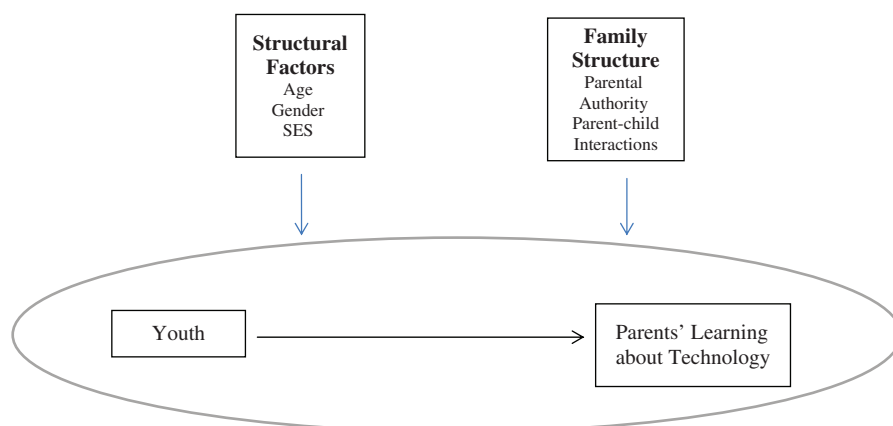 Structural
Factors
Age
Gender
SES
Family
Structure
Parental
Authority
Parent-child
Interactions
Youth
Parents’ Learning
about Technology